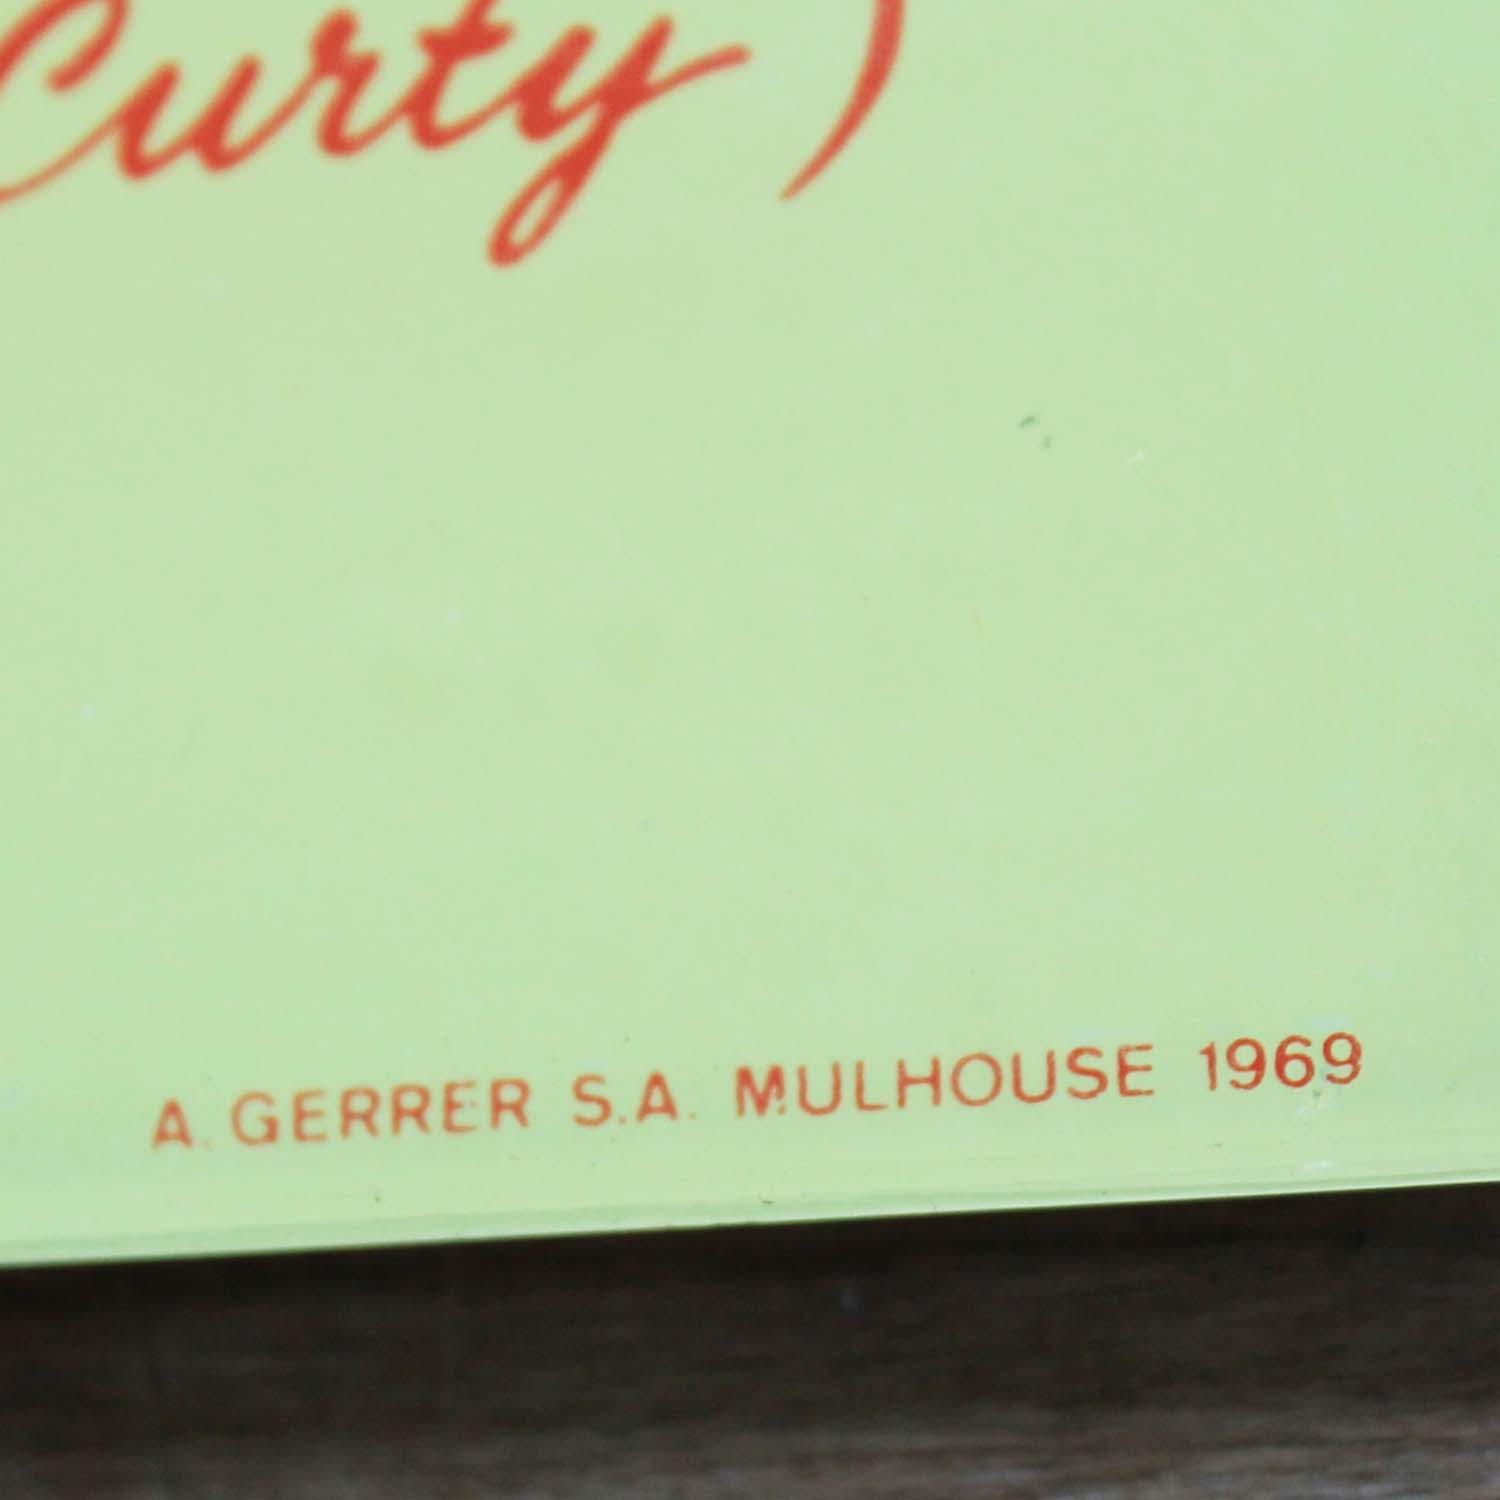 Curty)
A. GERRER S.A. MULHOUSE 1969